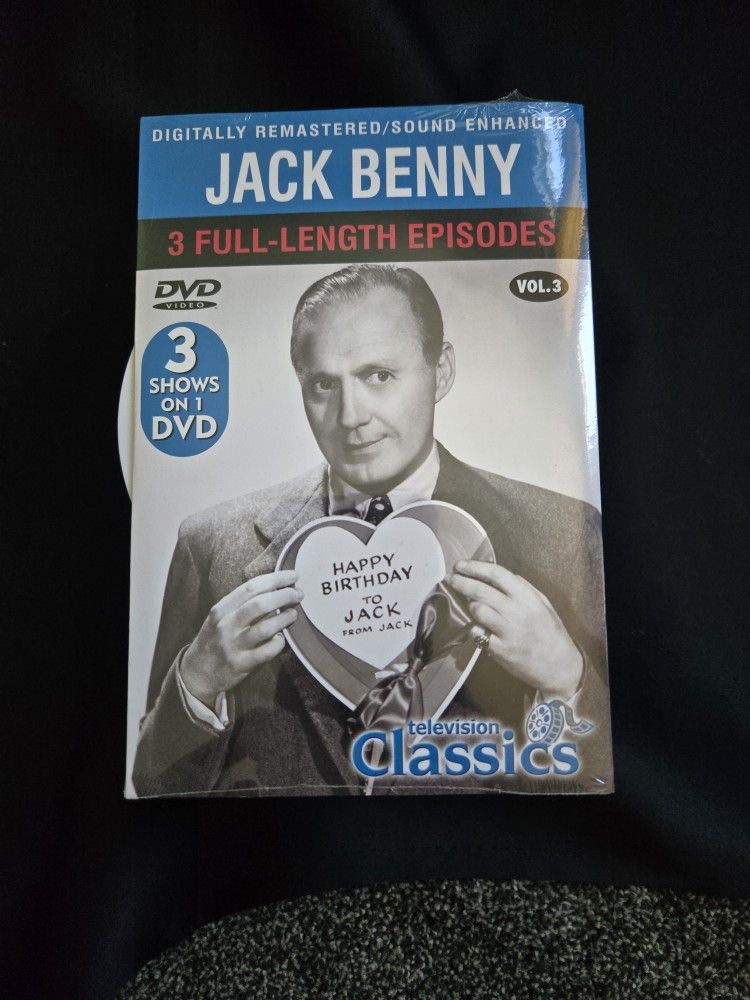 DIGITALLY REMASTERED/SOUND ENHANCED
JACK BENNY
3 FULL-LENGTH EPISODES
DVD
VIDEO
VOL.3
3
SHOWS
ON 1
DVD
HAPPY
BIRTHDAY
TO
JACK
FROM JACK
television
Classics